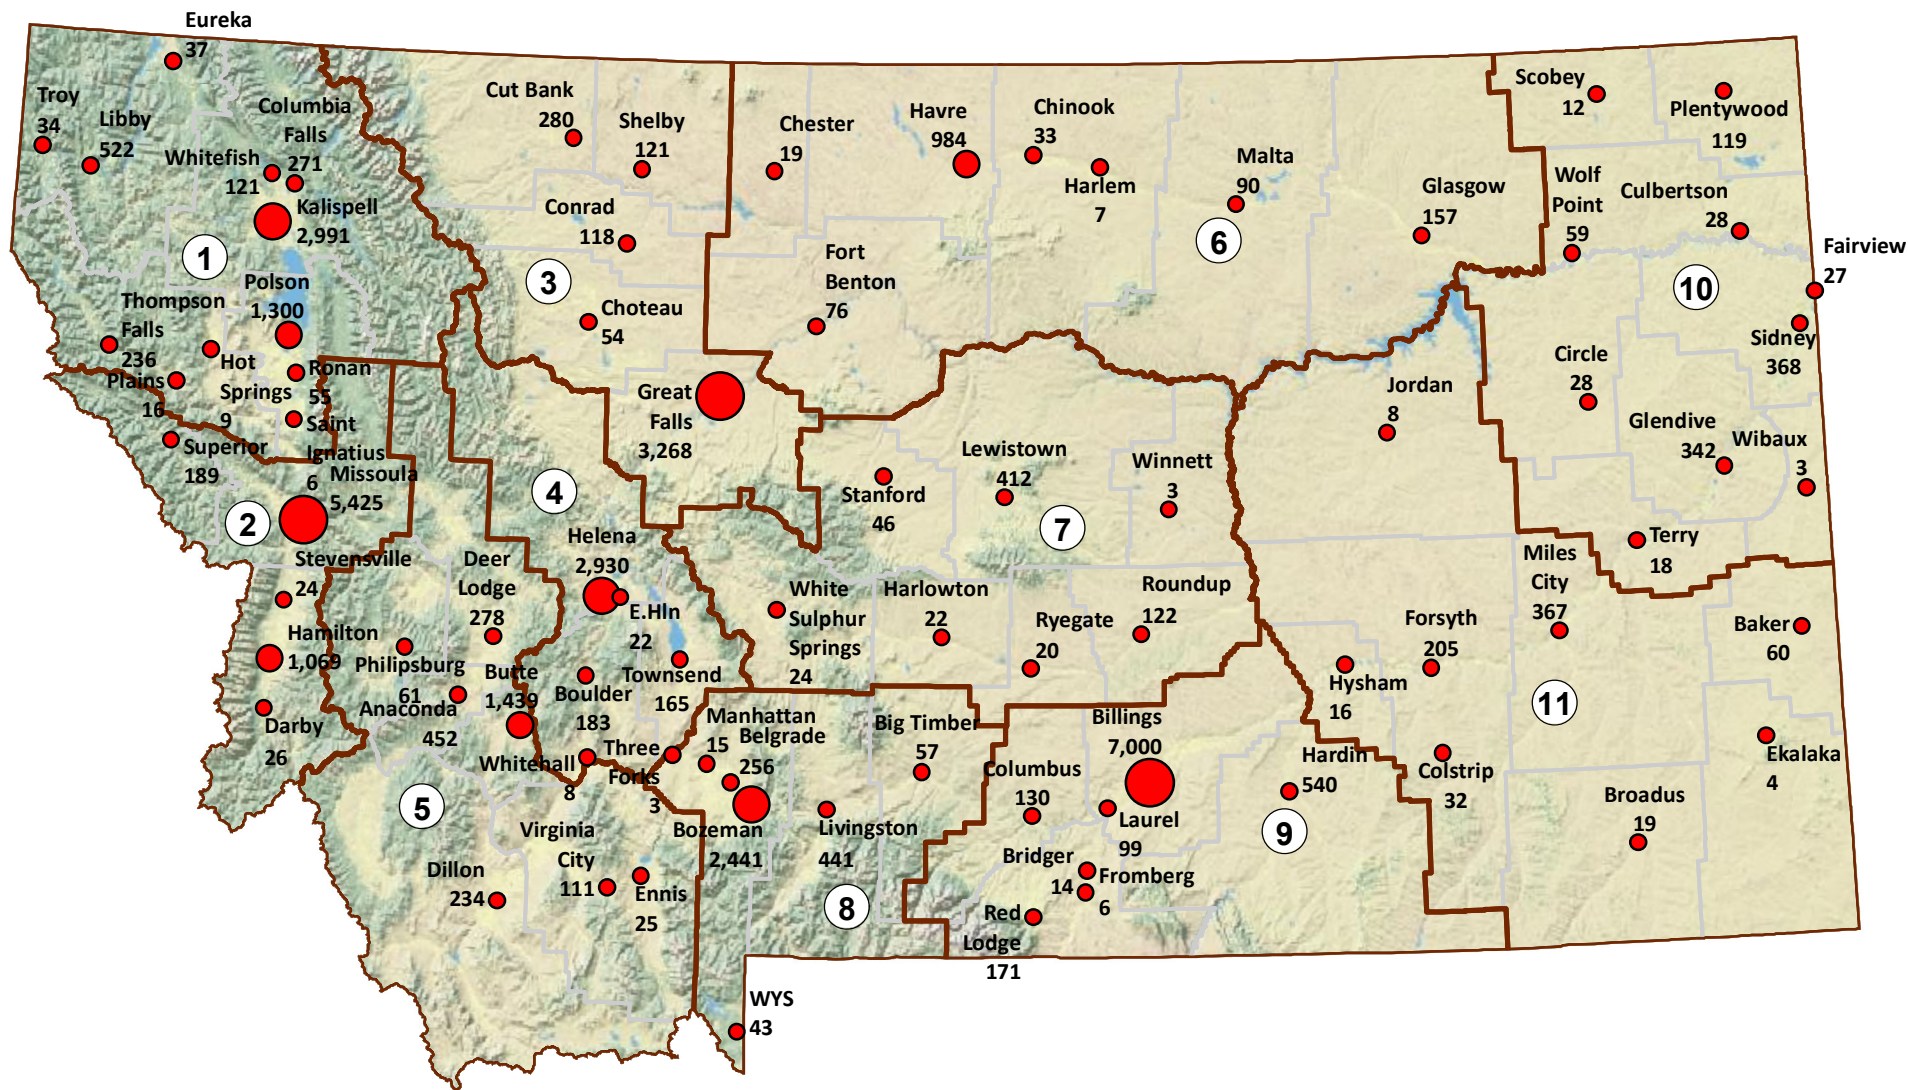 Eureka
37
Troy
34
Libby
522
Columbia
Falls
271
Whitefish
121
Kalispell
2,991
1
Polson
1,300
Thompson
Falls
236
Hot
Springs
9
Plains
16
Ronan
55
Saint
Ignatius
6
Superior
189
Missoula
5,425
2
Stevensville
24
Hamilton
1,069
Darby
26
Cut Bank
280
Shelby
121
Conrad
118
3
Choteau
54
Great
Falls
3,268
4
Helena
2,930
E.Hln
22
Townsend
165
Boulder
183
Whitehall
8
Three
Forks
3
Deer
Lodge
278
Philipsburg
61
Anaconda
452
Butte
1,439
5
Dillon
234
Virginia
City
111
Ennis
25
Chester
19
Havre
984
Chinook
33
Harlem
7
Malta
90
6
Glasgow
157
Fort
Benton
76
Stanford
46
Lewistown
412
Winnett
3
7
White
Sulphur
Springs
24
Harlowton
22
Ryegate
20
Roundup
122
Manhattan
15
Belgrade
256
Bozeman
2,441
Livingston
441
Big Timber
57
8
WYS
43
Columbus
130
Billings
7,000
Laurel
99
Bridger
14
Fromberg
6
Red
Lodge
171
Hardin
540
9
Scobey
12
Plentywood
119
Wolf
Point
59
Culbertson
28
Fairview
27
10
Sidney
368
Circle
28
Glendive
342
Wibaux
3
Terry
18
Jordan
8
Miles
City
367
Forsyth
205
Hysham
16
Colstrip
32
11
Baker
60
Ekalaka
4
Broadus
19